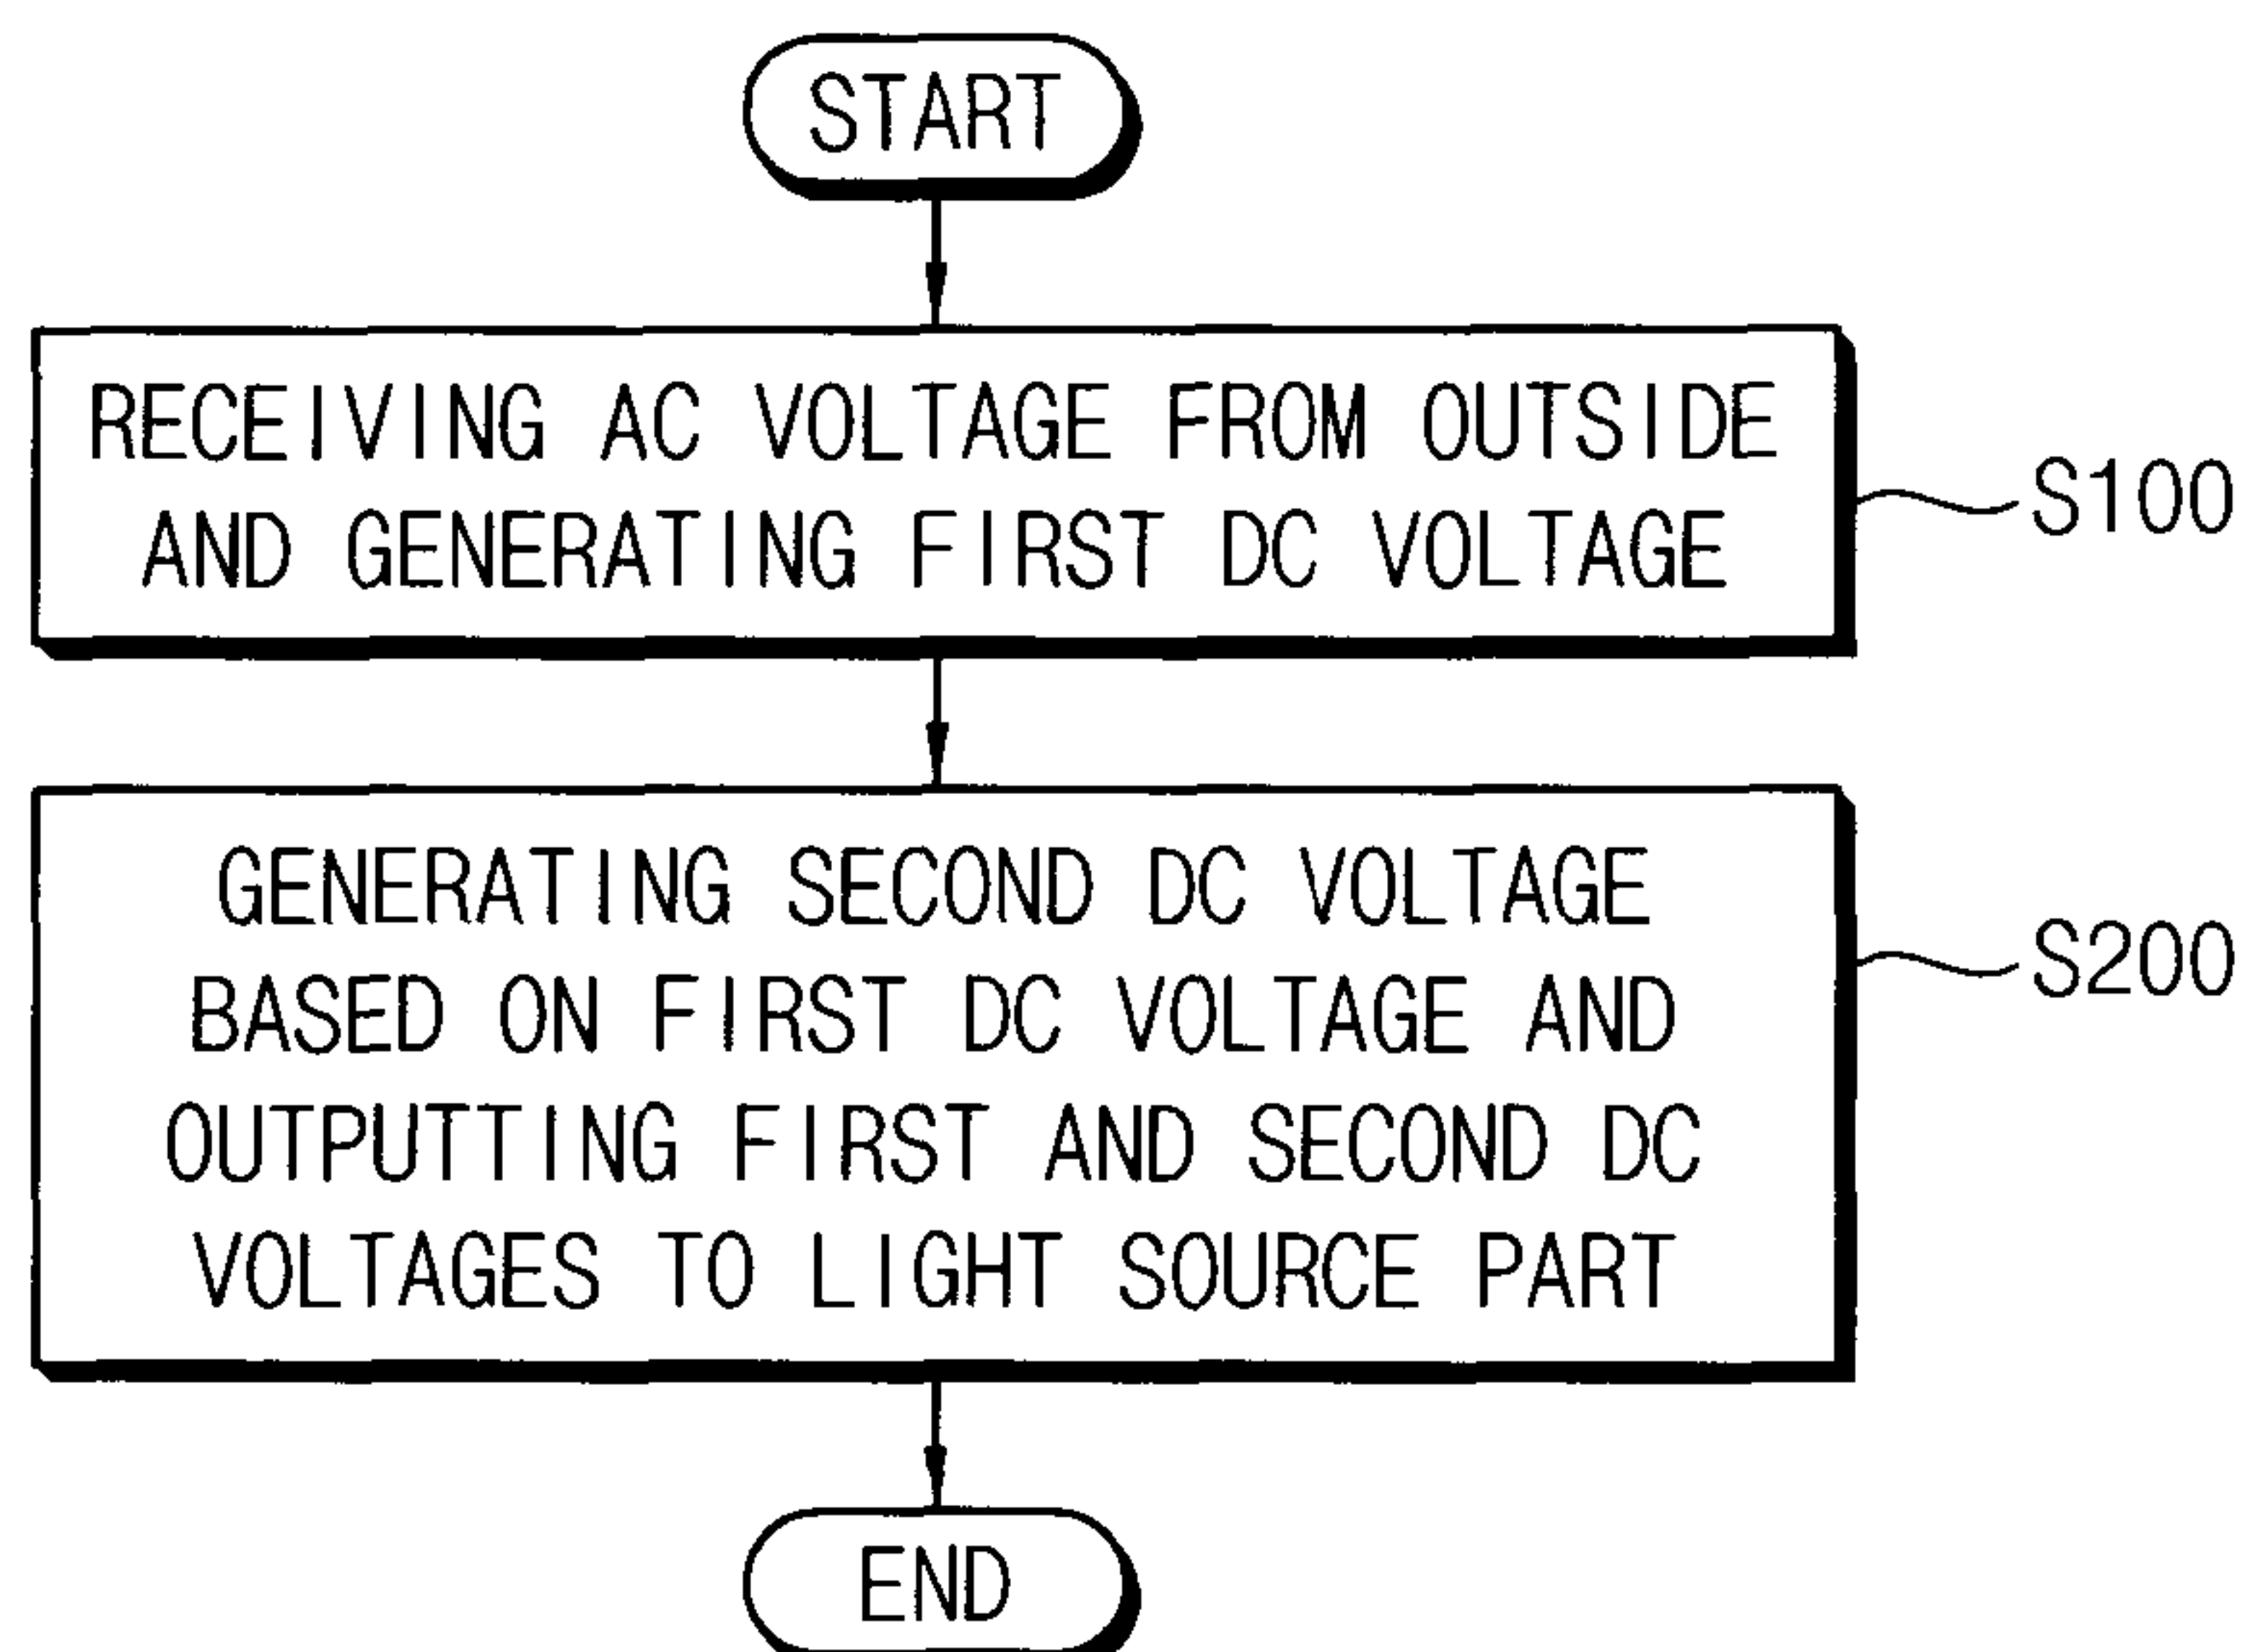 START
RECEIVING AC VOLTAGE FROM OUTSIDE
AND GENERATING FIRST DC VOLTAGE
S100
GENERATING SECOND DC VOLTAGE
BASED ON FIRST DC VOLTAGE AND
OUTPUTTING FIRST AND SECOND DC
VOLTAGES TO LIGHT SOURCE PART
S200
END